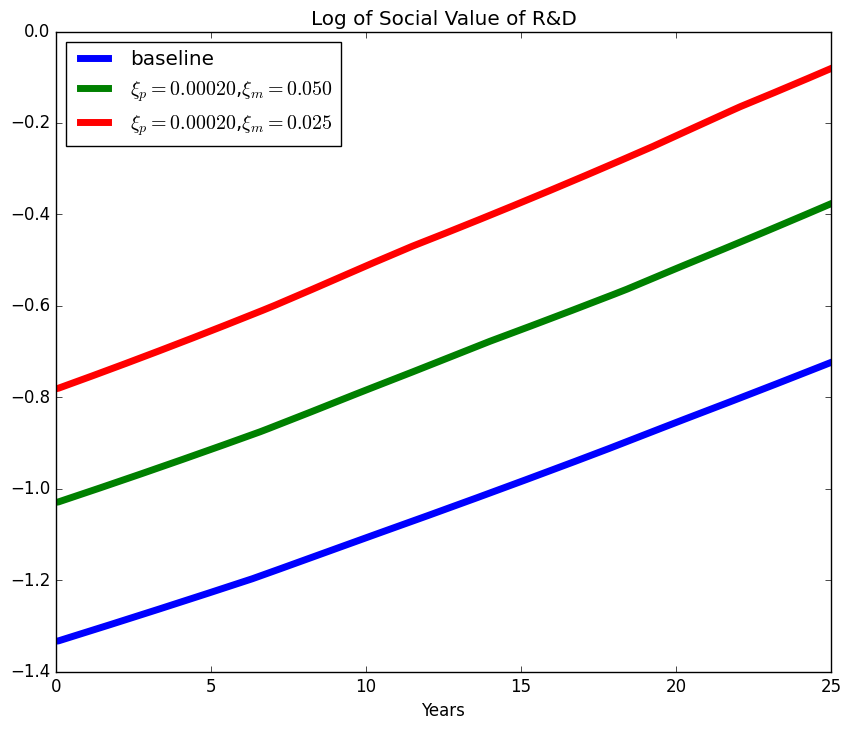 Log of Social Value of R&D
baseline
ξₚ = 0.00020,ξₘ = 0.050
ξₚ = 0.00020,ξₘ = 0.025
0.0
−0.2
−0.4
−0.6
−0.8
−1.0
−1.2
−1.4
0 5 10 15 20 25
Years